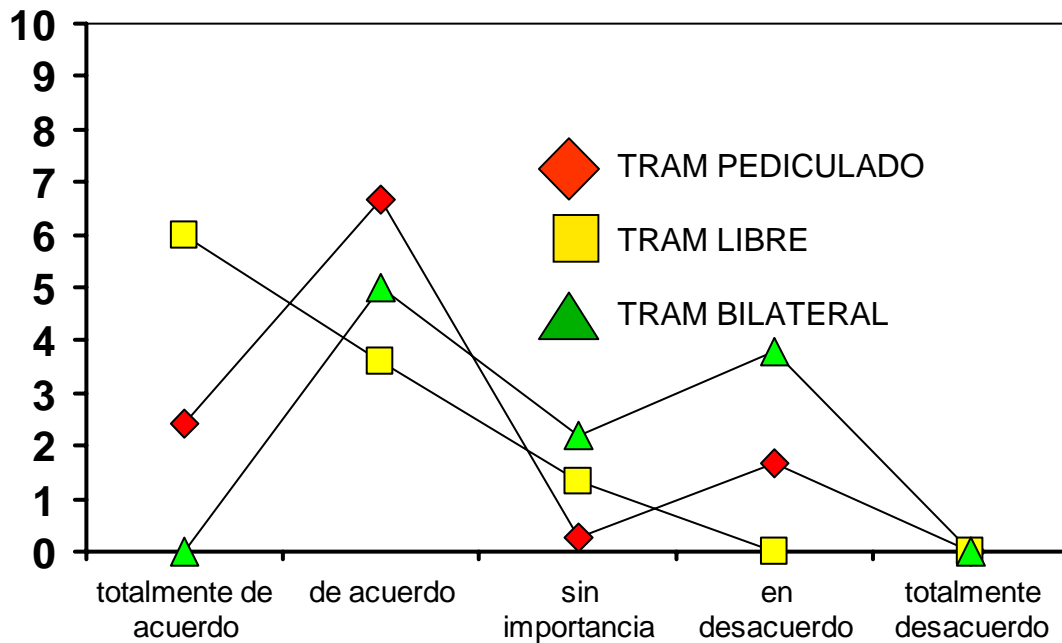 10
9
8
7
6
5
4
3
2
1
0
TRAM PEDICULADO
TRAM LIBRE
TRAM BILATERAL
totalmente de
acuerdo
de acuerdo
sin
importancia
en
desacuerdo
totalmente
desacuerdo